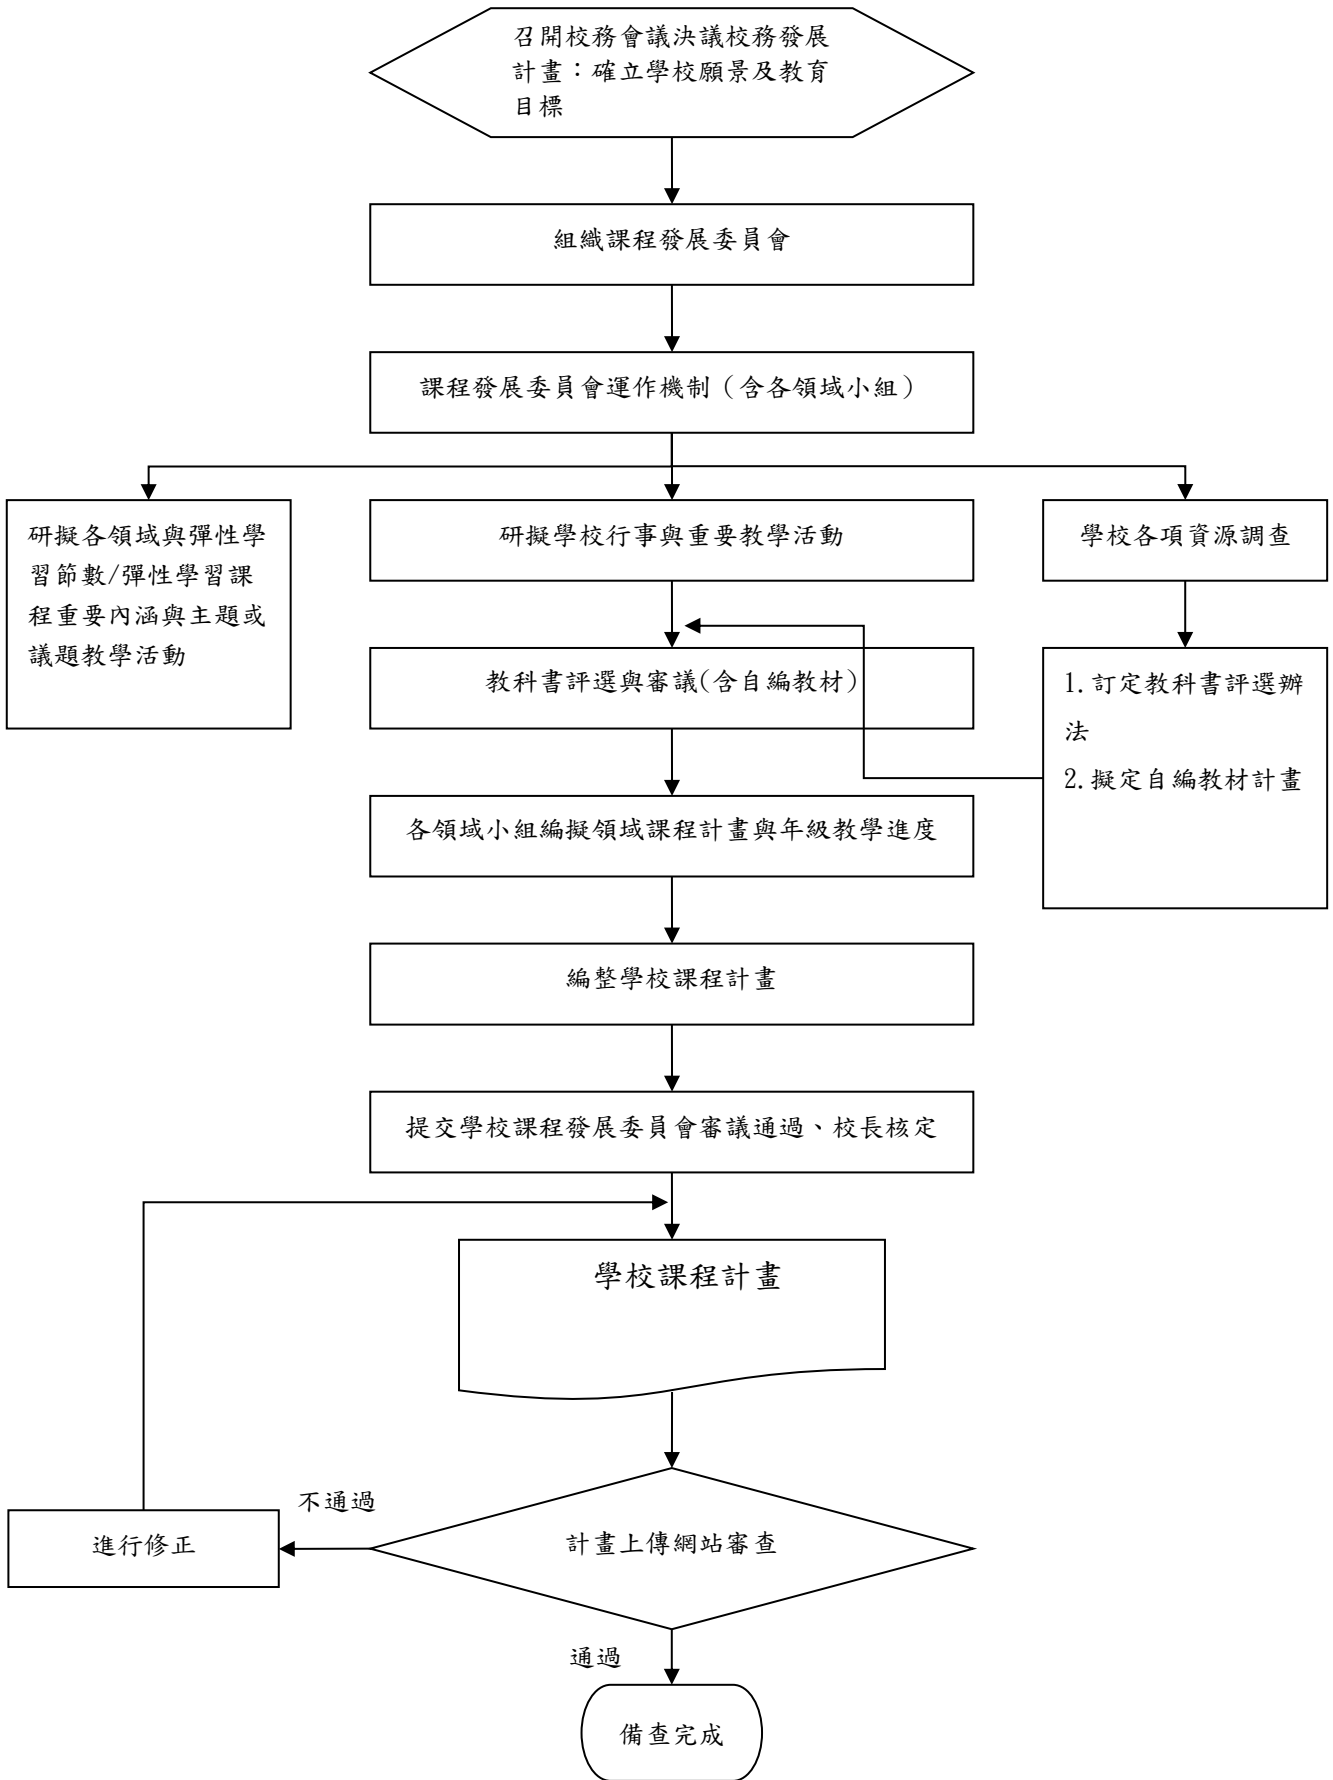 召開校務會議決議校務發展
計畫：確立學校願景及教育
目標
組織課程發展委員會
課程發展委員會運作機制（含各領域小組）
研擬各領域與彈性學
習節數/彈性學習課
程重要內涵與主題或
議題教學活動
研擬學校行事與重要教學活動
學校各項資源調查
教科書評選與審議(含自編教材)
1.訂定教科書評選辦
法
2.擬定自編教材計畫
各領域小組編擬領域課程計畫與年級教學進度
編整學校課程計畫
提交學校課程發展委員會審議通過、校長核定
學校課程計畫
不通過
進行修正
計畫上傳網站審查
通過
備查完成